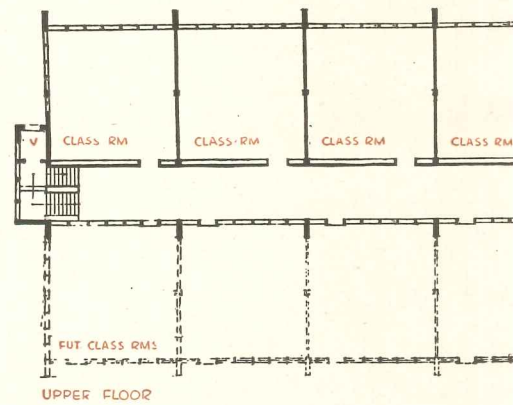 V
CLASS RM
CLASS·RM
CLASS RM
CLASS RM
FUT CLASS RMS
UPPER FLOOR